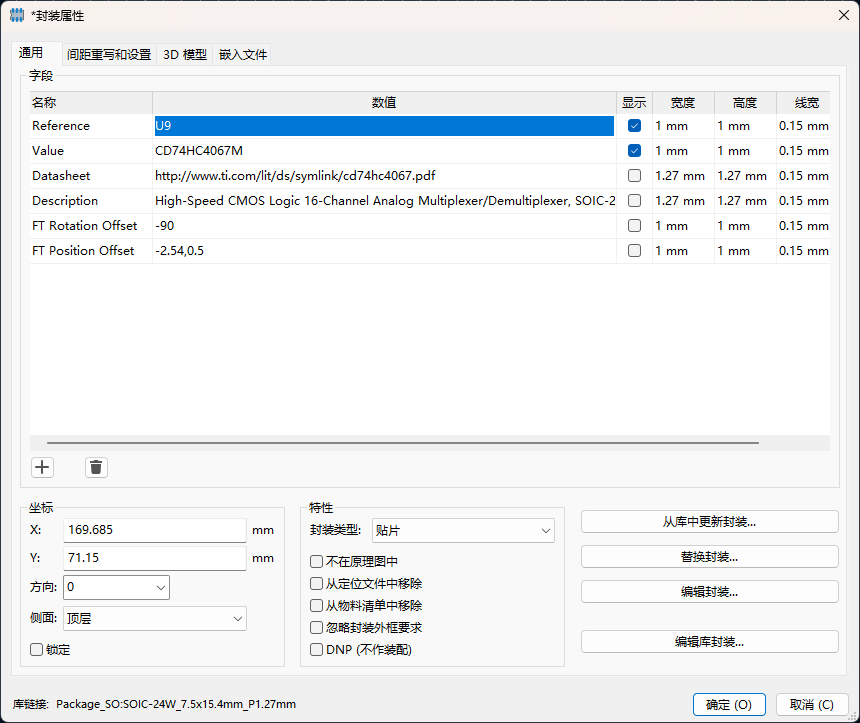 *封装属性
通用 间距重写和设置 3D 模型 嵌入文件
字段
名称 数值 显示 宽度 高度 线宽
Reference U9 1 mm 1 mm 0.15 mm
Value CD74HC4067M 1 mm 1 mm 0.15 mm
Datasheet http://www.ti.com/lit/ds/symlink/cd74hc4067.pdf 1.27 mm 1.27 mm 0.15 mm
Description High-Speed CMOS Logic 16-Channel Analog Multiplexer/Demultiplexer, SOIC-2 1.27 mm 1.27 mm 0.15 mm
FT Rotation Offset -90 1 mm 1 mm 0.15 mm
FT Position Offset -2.54,0.5 1 mm 1 mm 0.15 mm
坐标
X: 169.685 mm
Y: 71.15 mm
方向: 0
侧面: 顶层
锁定
特性
封装类型: 贴片
不在原理图中
从定位文件中移除
从物料清单中移除
忽略封装外框要求
DNP (不作装配)
从库中更新封装...
替换封装...
编辑封装...
编辑库封装...
库链接: Package_SO:SOIC-24W_7.5x15.4mm_P1.27mm
确定 (O) 取消 (C)